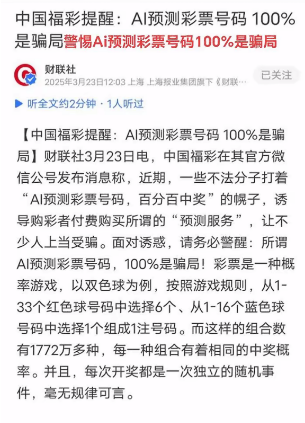 中国福彩提醒：AI预测彩票号码 100%
是骗局警惕Ai预测彩票号码100%是骗局
财联社
2025年3月23日12:03 上海 上海报业集团旗下《财联…
已关注
听全文约2分钟 · 1人听过
【中国福彩提醒：AI预测彩票号码 100%是骗
局】财联社3月23日电，中国福彩在其官方微
信公号发布消息称，近期，一些不法分子打着
“AI预测彩票号码，百分百中奖”的幌子，诱
导购彩者付费购买所谓的“预测服务”，让不
少人上当受骗。面对诱惑，请务必警醒：所谓
AI预测彩票号码，100%是骗局！彩票是一种概
率游戏，以双色球为例，按照游戏规则，从1-
33个红色球号码中选择6个、从1-16个蓝色球
号码中选择1个组成1注号码。而这样的组合数
有1772万多种，每一种组合有着相同的中奖概
率。并且，每次开奖都是一次独立的随机事
件，毫无规律可言。